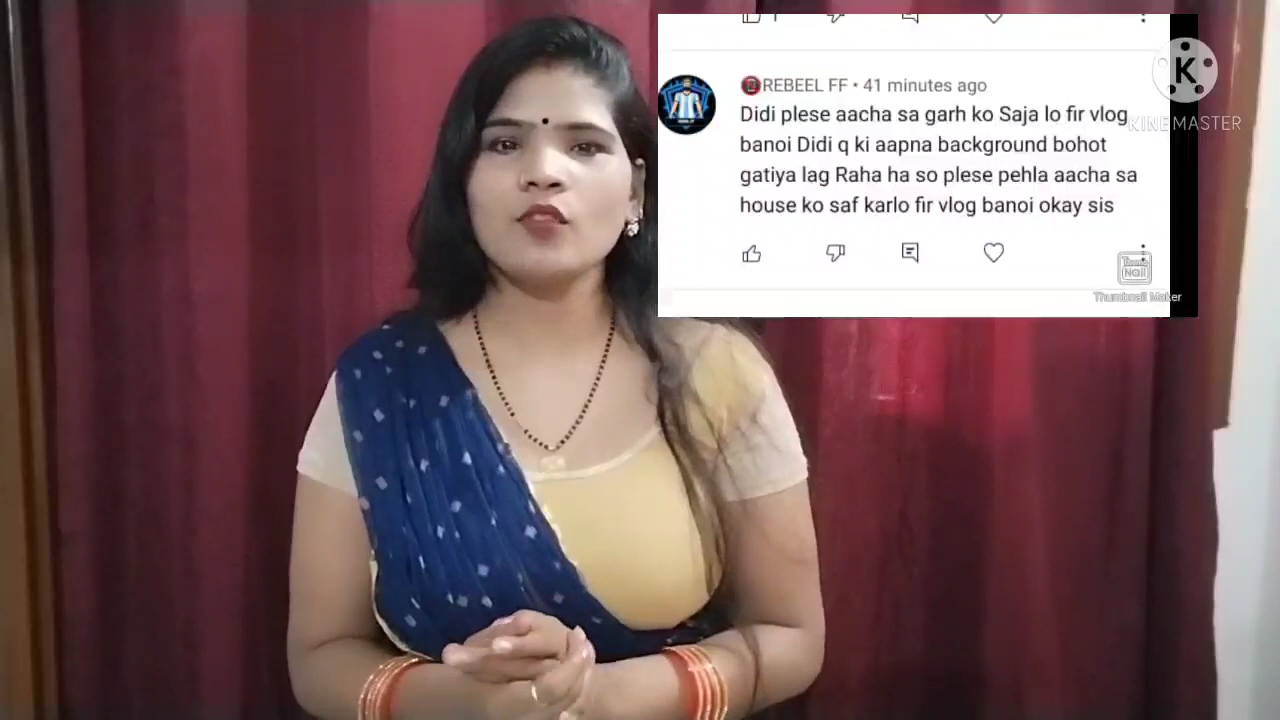 REBEEL FF • 41 minutes ago
Didi plese aacha sa garh ko Saja lo fir vlog
banoi Didi q ki aapna background bohot
gatiya lag Raha ha so plese pehla aacha sa
house ko saf karlo fir vlog banoi okay sis
K
KINEMASTER
Thumb
Nail
Thumbnail Maker